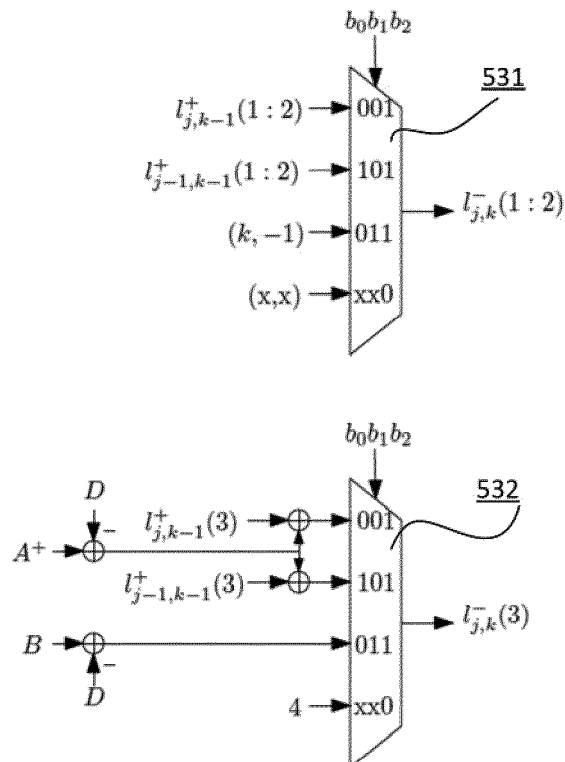 b₀b₁b₂
531
l⁺_{j,k−1}(1 : 2) 001
l⁺_{j−1,k−1}(1 : 2) 101
l⁻_{j,k}(1 : 2)
(k, −1) 011
(x,x) xx0
b₀b₁b₂
532
D
l⁺_{j,k−1}(3) 001
A⁺ −
l⁺_{j−1,k−1}(3) 101
l⁻_{j,k}(3)
B 011
−
D
4 xx0